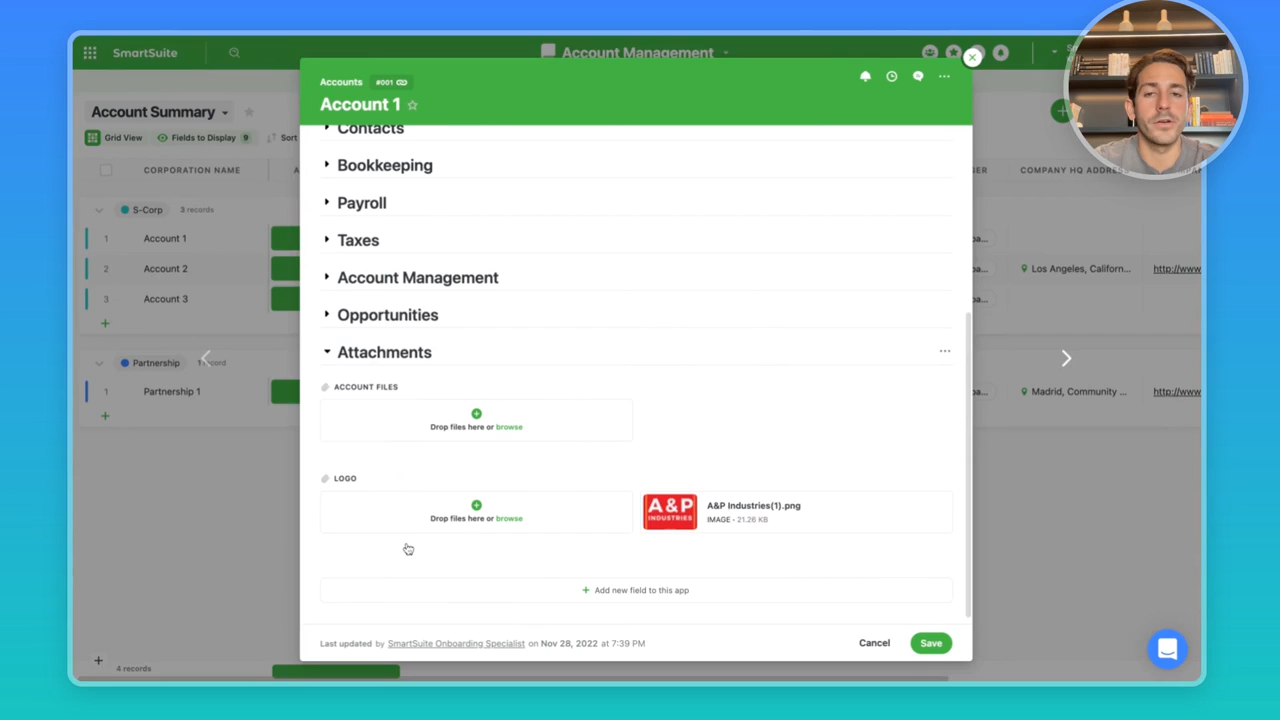 SmartSuite
Account Management
Account Summary
Grid View
Fields to Display 9
Sort
CORPORATION NAME
COMPANY HQ ADDRESS
S-Corp 3 records
1 Account 1
2 Account 2
Los Angeles, Californ...
http://www
3 Account 3
Partnership 1 record
1 Partnership 1
Madrid, Community ...
http://www
4 records
Accounts #001
Account 1
Contacts
Bookkeeping
Payroll
Taxes
Account Management
Opportunities
Attachments
ACCOUNT FILES
Drop files here or browse
LOGO
Drop files here or browse
A&P
INDUSTRIES
A&P Industries(1).png
IMAGE • 21.26 KB
+ Add new field to this app
Last updated by SmartSuite Onboarding Specialist on Nov 28, 2022 at 7:39 PM
Cancel
Save